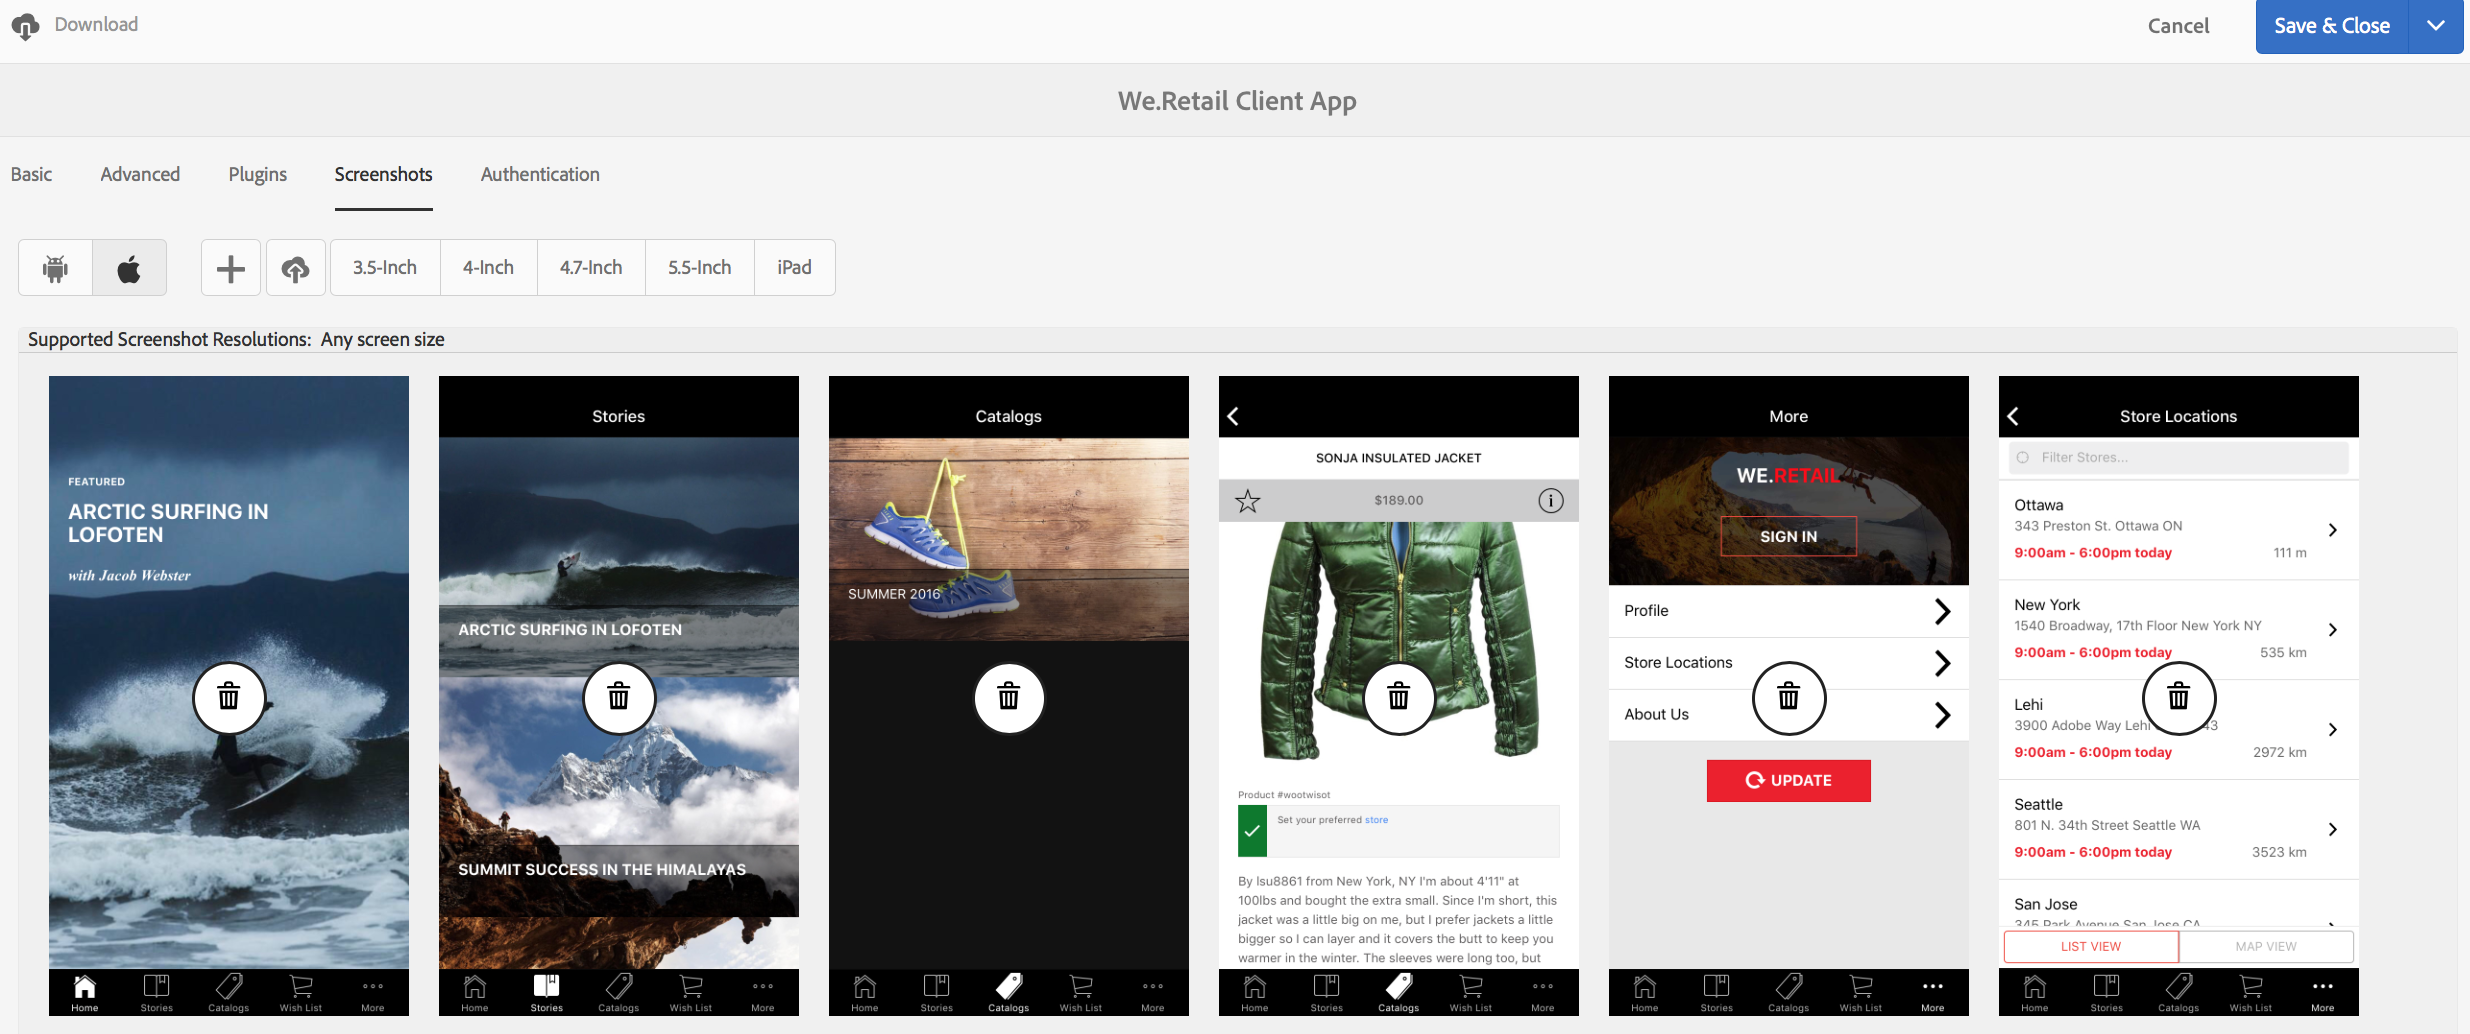 Download
Cancel
Save & Close
We.Retail Client App
Basic
Advanced
Plugins
Screenshots
Authentication
3.5-Inch
4-Inch
4.7-Inch
5.5-Inch
iPad
Supported Screenshot Resolutions: Any screen size
FEATURED
ARCTIC SURFING IN
LOFOTEN
with Jacob Webster
Home
Stories
Catalogs
Wish List
More
Stories
ARCTIC SURFING IN LOFOTEN
SUMMIT SUCCESS IN THE HIMALAYAS
Home
Stories
Catalogs
Wish List
More
Catalogs
SUMMER 2016
Home
Stories
Catalogs
Wish List
More
SONJA INSULATED JACKET
$189.00
Product #wootwisot
Set your preferred store
By lsu8861 from New York, NY I'm about 4'11" at
100lbs and bought the extra small. Since I'm short, this
jacket was a little big on me, but I prefer jackets a little
bigger so I can layer and it covers the butt to keep you
warmer in the winter. The sleeves were long too, but
Home
Stories
Catalogs
Wish List
More
More
WE.RETAIL
SIGN IN
Profile
Store Locations
About Us
UPDATE
Home
Stories
Catalogs
Wish List
More
Store Locations
Filter Stores...
Ottawa
343 Preston St. Ottawa ON
9:00am - 6:00pm today
111 m
New York
1540 Broadway, 17th Floor New York NY
9:00am - 6:00pm today
535 km
Lehi
3900 Adobe Way Lehi
9:00am - 6:00pm today
2972 km
Seattle
801 N. 34th Street Seattle WA
9:00am - 6:00pm today
3523 km
San Jose
345 Park Avenue San Jose CA
LIST VIEW
MAP VIEW
Home
Stories
Catalogs
Wish List
More